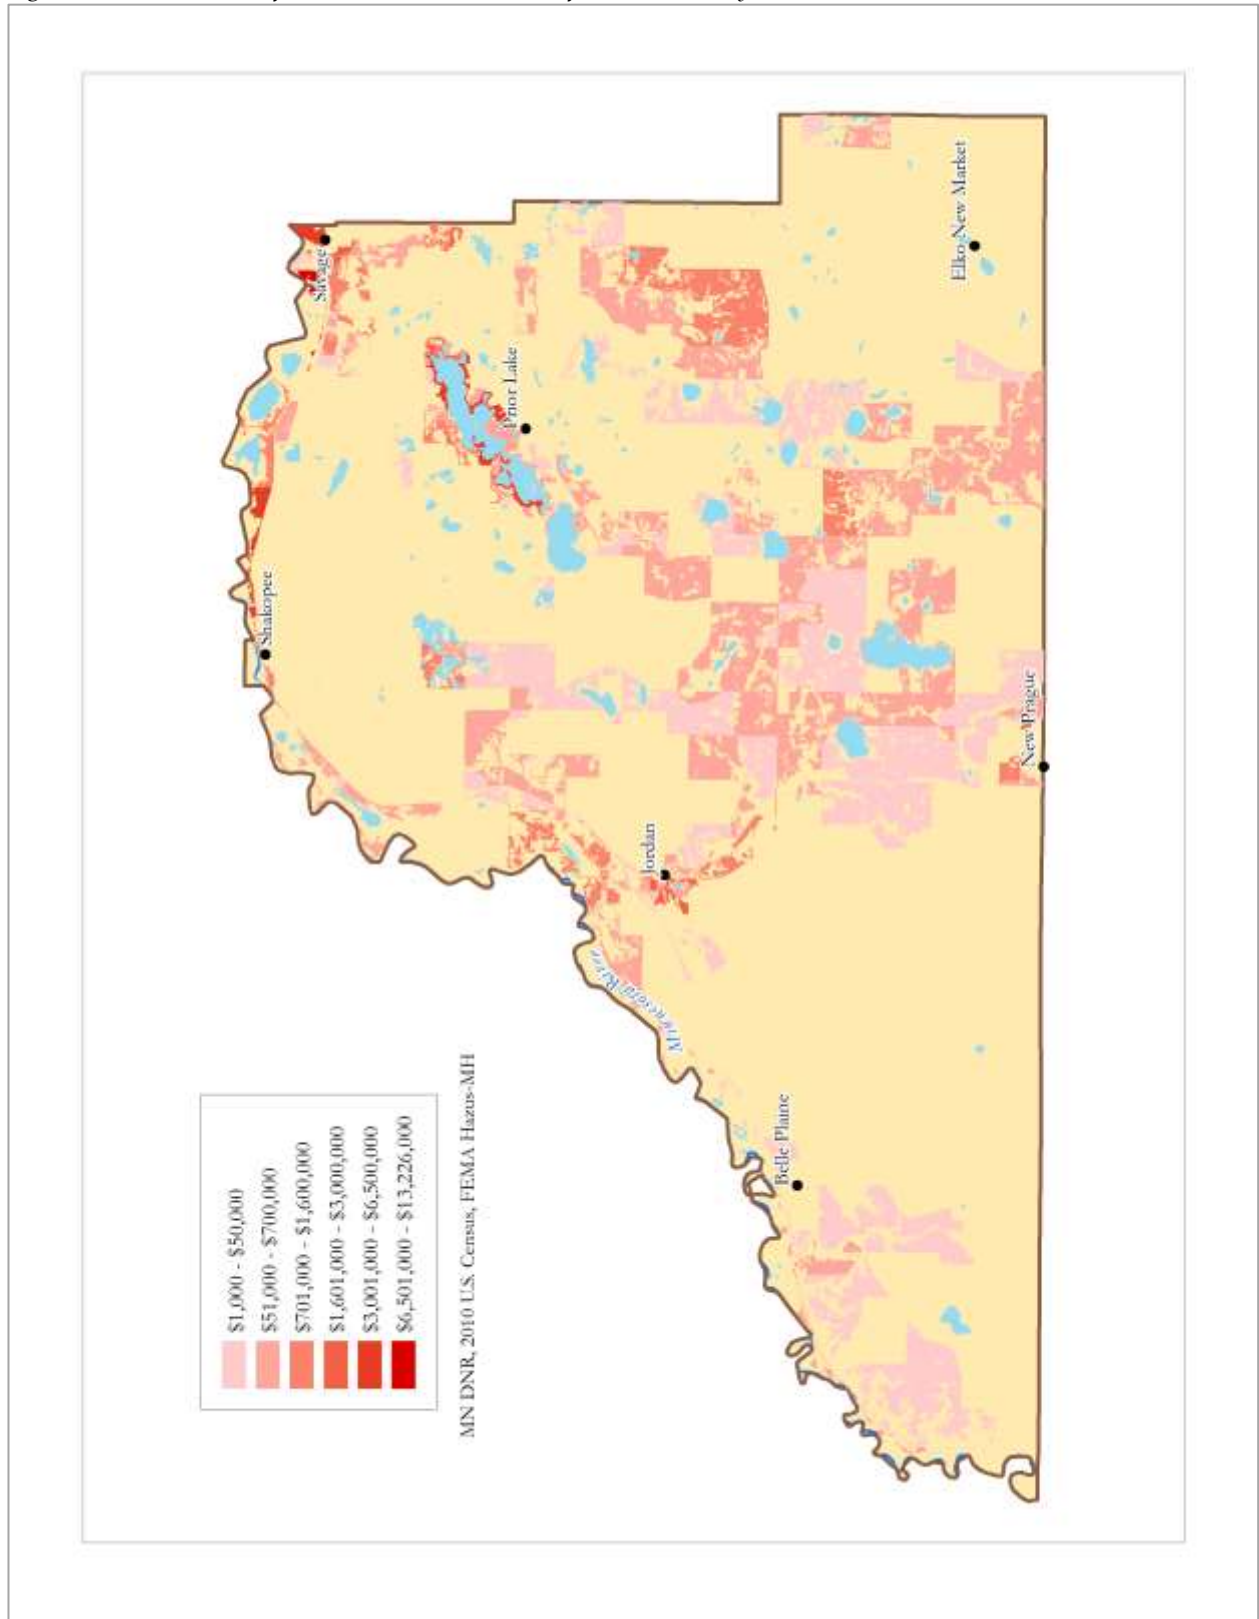 $1,000 - $50,000
$51,000 - $700,000
$701,000 - $1,600,000
$1,601,000 - $3,000,000
$3,001,000 - $6,500,000
$6,501,000 - $13,226,000
MN DNR, 2010 U.S. Census, FEMA Hazus-MH
Shakopee
Savage
Prior Lake
Jordan
Minnesota River
Belle Plaine
Elko New Market
New Prague